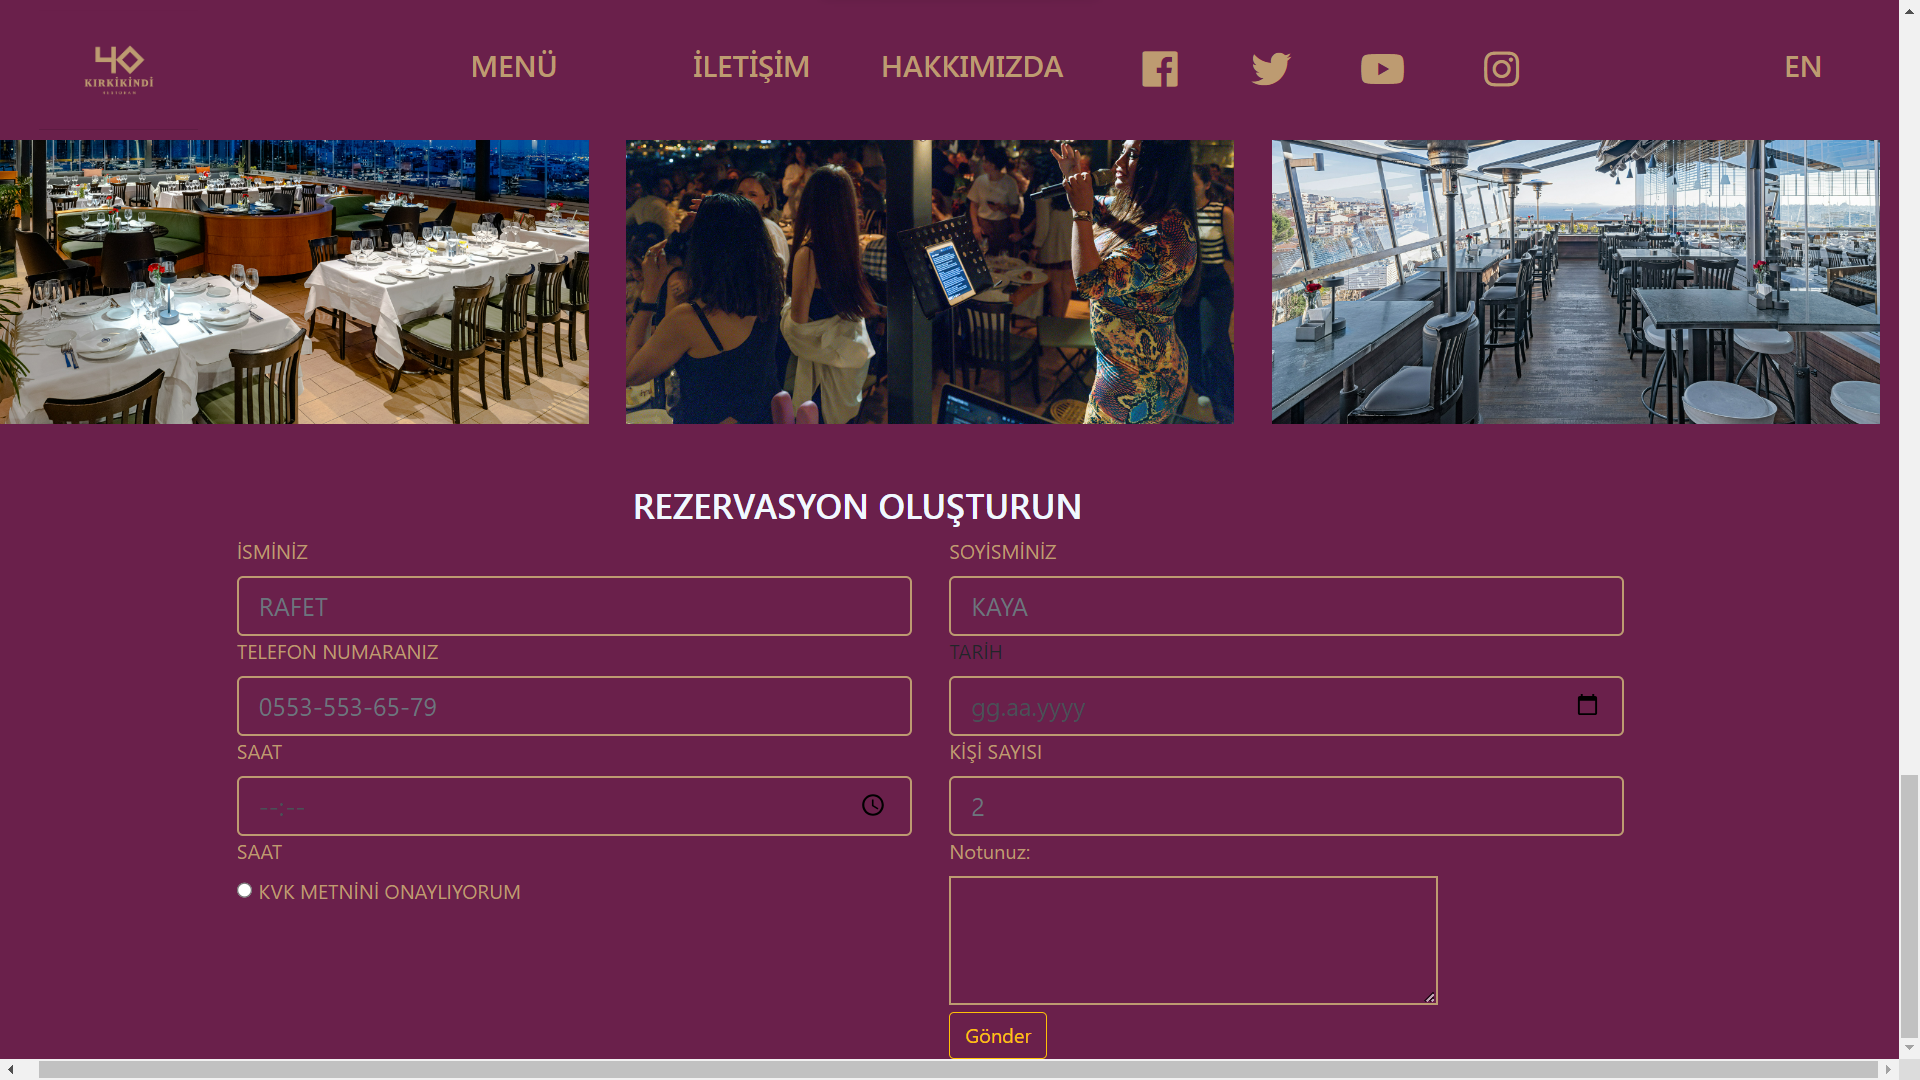 40
KIRKİKİNDİ
MENÜ
İLETİŞİM
HAKKIMIZDA
EN
REZERVASYON OLUŞTURUN
İSMİNİZ
SOYİSMİNİZ
RAFET
KAYA
TELEFON NUMARANIZ
TARİH
0553-553-65-79
gg.aa.yyyy
SAAT
KİŞİ SAYISI
--:--
2
SAAT
Notunuz:
KVK METNİNİ ONAYLIYORUM
Gönder